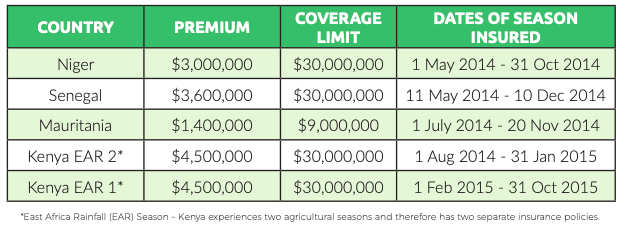 COUNTRY PREMIUM COVERAGE LIMIT DATES OF SEASON INSURED
Niger $3,000,000 $30,000,000 1 May 2014 - 31 Oct 2014
Senegal $3,600,000 $30,000,000 11 May 2014 - 10 Dec 2014
Mauritania $1,400,000 $9,000,000 1 July 2014 - 20 Nov 2014
Kenya EAR 2* $4,500,000 $30,000,000 1 Aug 2014 - 31 Jan 2015
Kenya EAR 1* $4,500,000 $30,000,000 1 Feb 2015 - 31 Oct 2015
*East Africa Rainfall (EAR) Season – Kenya experiences two agricultural seasons and therefore has two separate insurance policies.